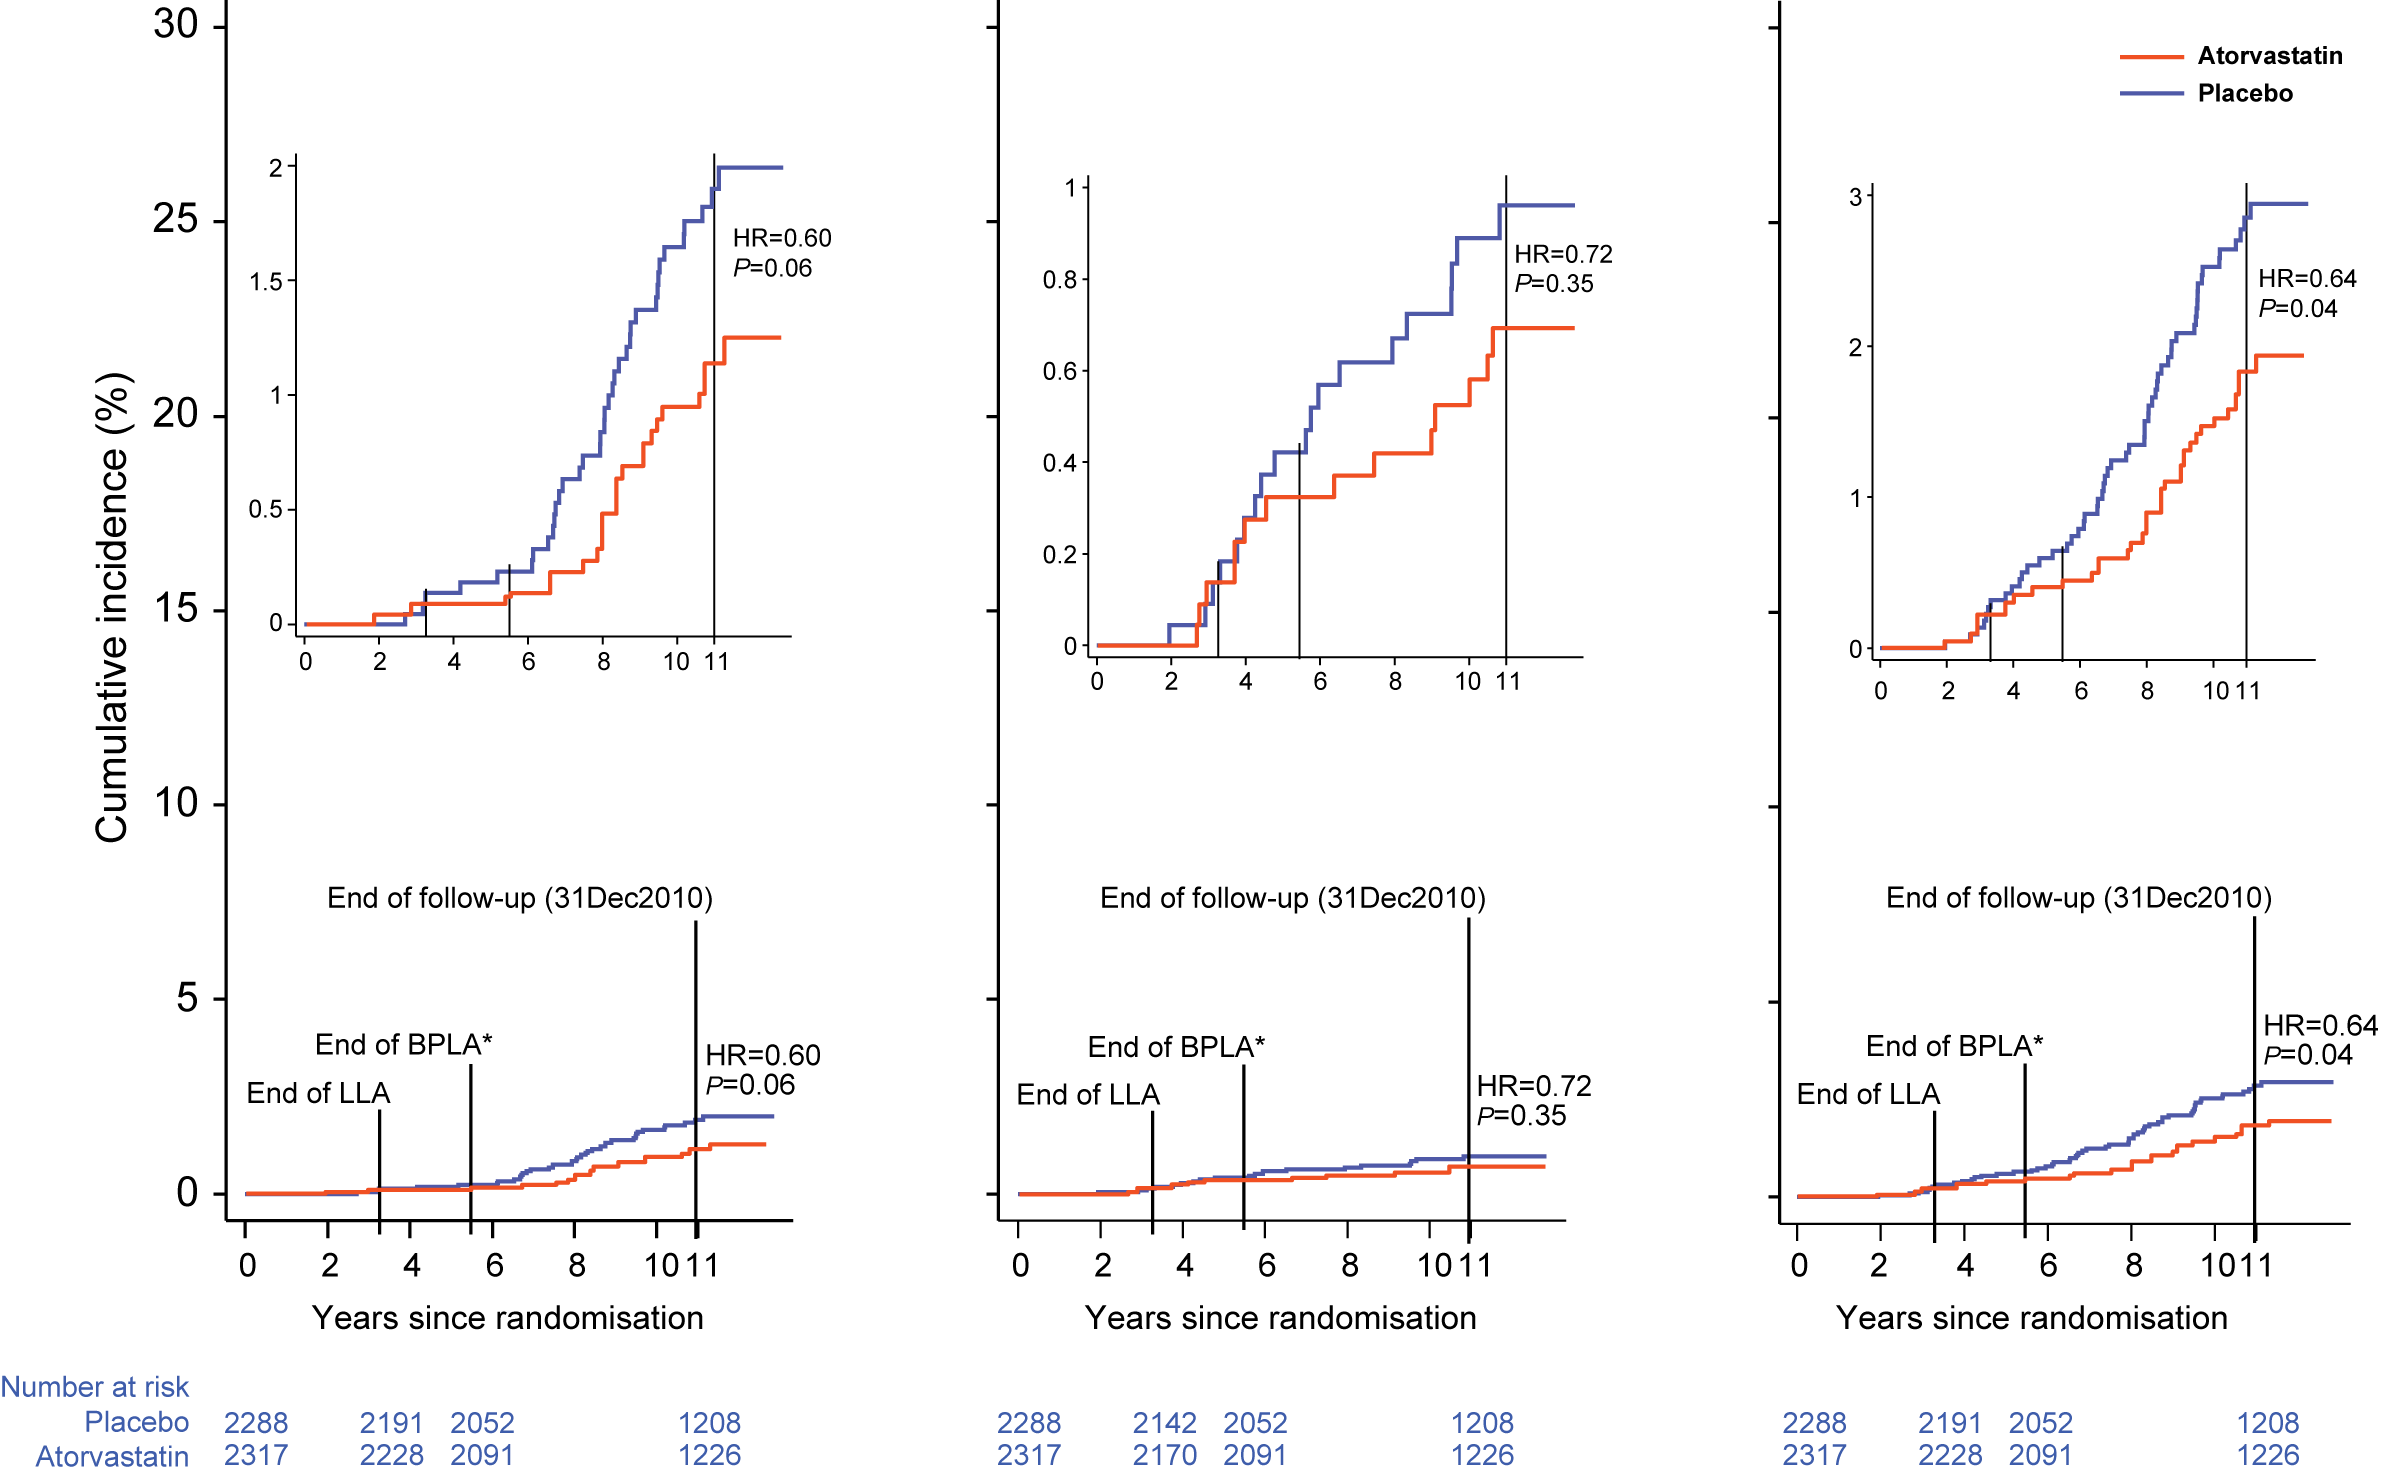 Cumulative incidence (%)
30
25
20
15
10
5
0
2
1.5
1
0.5
0
0 2 4 6 8 10 11
HR=0.60
P=0.06
End of follow-up (31Dec2010)
End of BPLA*
End of LLA
HR=0.60
P=0.06
0 2 4 6 8 10 11
Years since randomisation
1
0.8
0.6
0.4
0.2
0
0 2 4 6 8 10 11
HR=0.72
P=0.35
End of follow-up (31Dec2010)
End of BPLA*
End of LLA
HR=0.72
P=0.35
0 2 4 6 8 10 11
Years since randomisation
Atorvastatin
Placebo
3
2
1
0
0 2 4 6 8 10 11
HR=0.64
P=0.04
End of follow-up (31Dec2010)
End of BPLA*
End of LLA
HR=0.64
P=0.04
0 2 4 6 8 10 11
Years since randomisation
Number at risk
Placebo 2288 2191 2052 1208 2288 2142 2052 1208 2288 2191 2052 1208
Atorvastatin 2317 2228 2091 1226 2317 2170 2091 1226 2317 2228 2091 1226